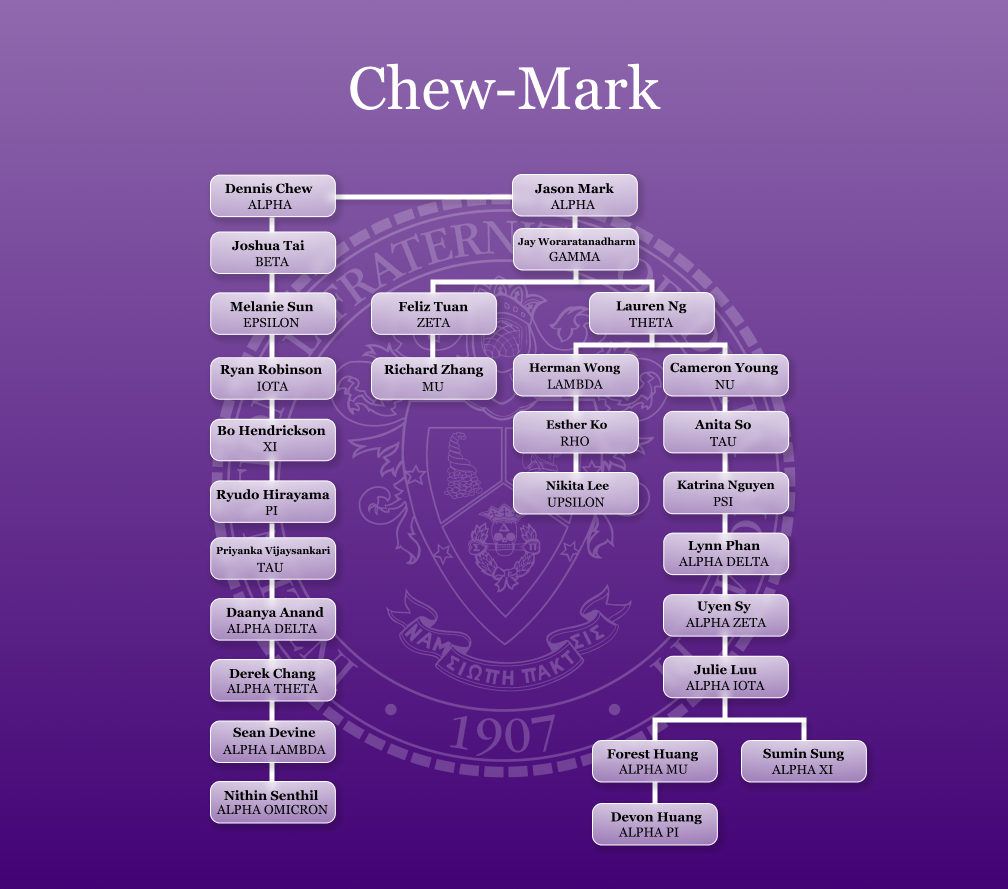 Chew-Mark
Dennis Chew
ALPHA
Jason Mark
ALPHA
Joshua Tai
BETA
Jay Woraratanadharm
GAMMA
Melanie Sun
EPSILON
Feliz Tuan
ZETA
Lauren Ng
THETA
Ryan Robinson
IOTA
Richard Zhang
MU
Herman Wong
LAMBDA
Cameron Young
NU
Bo Hendrickson
XI
Esther Ko
RHO
Anita So
TAU
Ryudo Hirayama
PI
Nikita Lee
UPSILON
Katrina Nguyen
PSI
Priyanka Vijaysankari
TAU
Lynn Phan
ALPHA DELTA
Daanya Anand
ALPHA DELTA
Uyen Sy
ALPHA ZETA
Derek Chang
ALPHA THETA
Julie Luu
ALPHA IOTA
Sean Devine
ALPHA LAMBDA
Forest Huang
ALPHA MU
Sumin Sung
ALPHA XI
Nithin Senthil
ALPHA OMICRON
Devon Huang
ALPHA PI
ΝΑΜ ΣΙΩΠΗ ΠΑΚΤΣΙΣ
1907